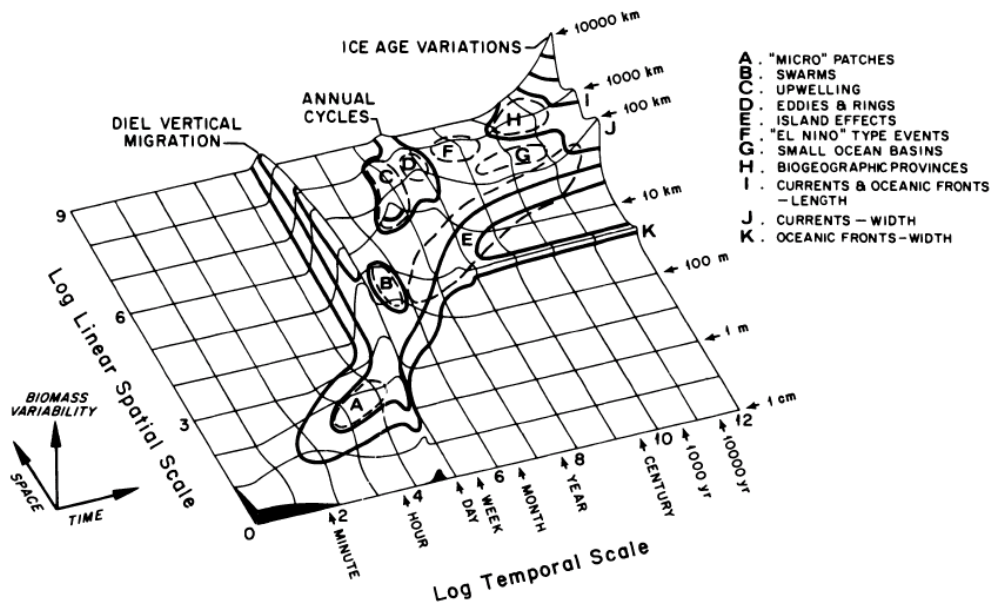 ICE AGE VARIATIONS
10000 km
1000 km
100 km
10 km
100 m
1 m
1 cm
ANNUAL
CYCLES
DIEL VERTICAL
MIGRATION
A . "MICRO" PATCHES
B . SWARMS
C . UPWELLING
D . EDDIES & RINGS
E . ISLAND EFFECTS
F . "EL NINO" TYPE EVENTS
G . SMALL OCEAN BASINS
H . BIOGEOGRAPHIC PROVINCES
I . CURRENTS & OCEANIC FRONTS
– LENGTH
J . CURRENTS – WIDTH
K . OCEANIC FRONTS-WIDTH
H
I
J
F
G
C
D
E
K
B
A
9
6
3
0
Log Linear Spatial Scale
BIOMASS
VARIABILITY
SPACE
TIME
2
4
6
8
10
12
MINUTE
HOUR
DAY
WEEK
MONTH
YEAR
CENTURY
1000 yr
10000 yr
Log Temporal Scale